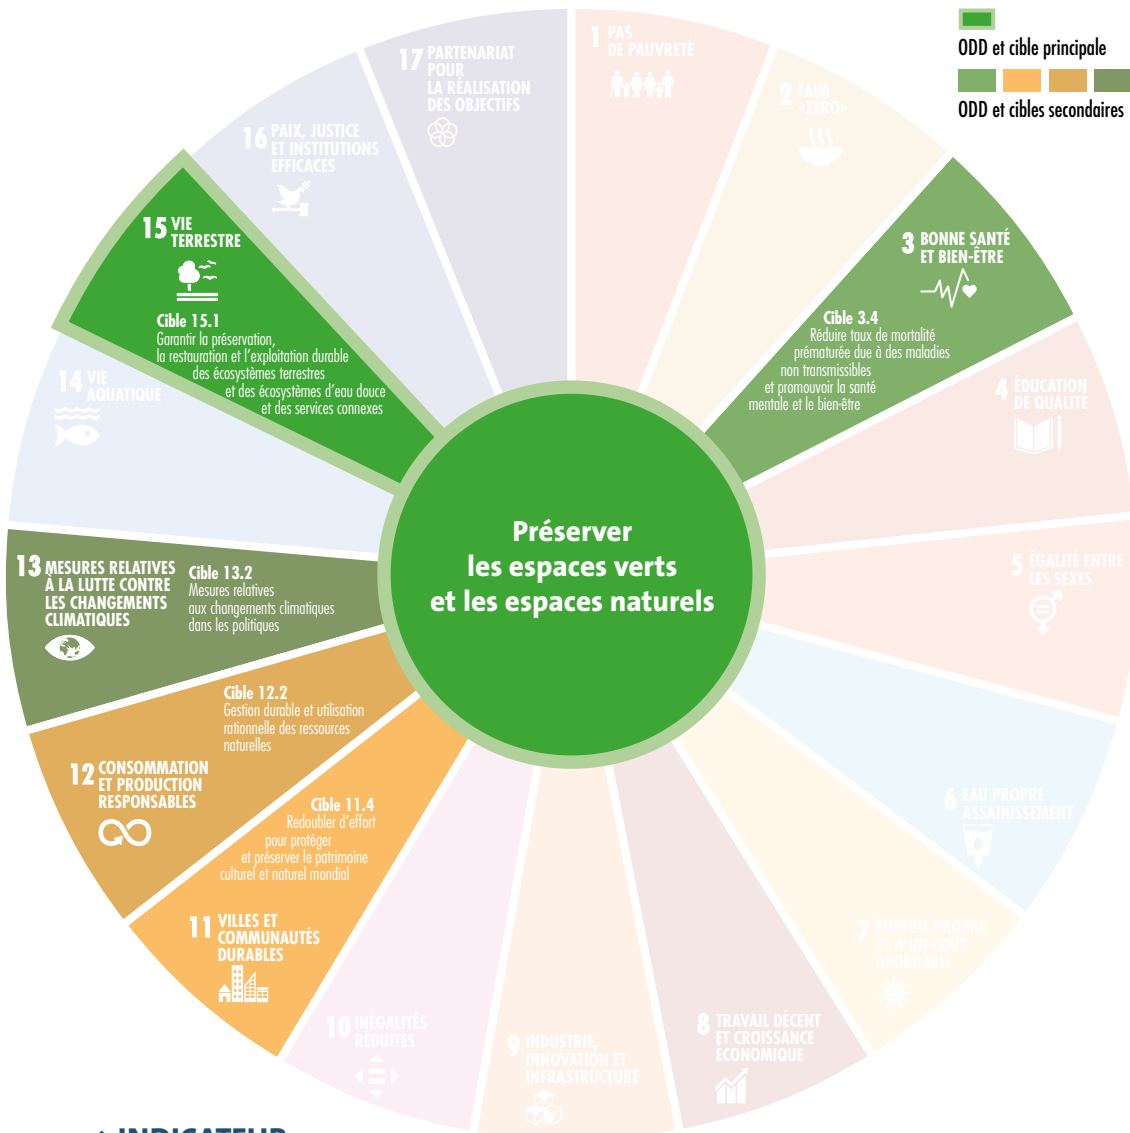 ODD et cible principale
ODD et cibles secondaires
1 PAS
DE PAUVRETÉ
2 FAIM
«ZÉRO»
3 BONNE SANTÉ
ET BIEN-ÊTRE
Cible 3.4
Réduire taux de mortalité
prématurée due à des maladies
non transmissibles
et promouvoir la santé
mentale et le bien-être
4 ÉDUCATION
DE QUALITÉ
5 ÉGALITÉ ENTRE
LES SEXES
6 EAU PROPRE
ASSAINISSEMENT
7 ÉNERGIE PROPRE
ET D'UN COÛT
ABORDABLE
8 TRAVAIL DÉCENT
ET CROISSANCE
ÉCONOMIQUE
9 INDUSTRIE,
INNOVATION ET
INFRASTRUCTURE
10 INÉGALITÉS
RÉDUITES
11 VILLES ET
COMMUNAUTÉS
DURABLES
Cible 11.4
Redoubler d'effort
pour protéger
et préserver le patrimoine
culturel et naturel mondial
12 CONSOMMATION
ET PRODUCTION
RESPONSABLES
Cible 12.2
Gestion durable et utilisation
rationnelle des ressources
naturelles
13 MESURES RELATIVES
À LA LUTTE CONTRE
LES CHANGEMENTS
CLIMATIQUES
Cible 13.2
Mesures relatives
aux changements climatiques
dans les politiques
14 VIE
AQUATIQUE
15 VIE
TERRESTRE
Cible 15.1
Garantir la préservation,
la restauration et l'exploitation durable
des écosystèmes terrestres
et des écosystèmes d'eau douce
et des services connexes
16 PAIX, JUSTICE
ET INSTITUTIONS
EFFICACES
17 PARTENARIAT
POUR
LA RÉALISATION
DES OBJECTIFS
Préserver
les espaces verts
et les espaces naturels
INDICATEUR